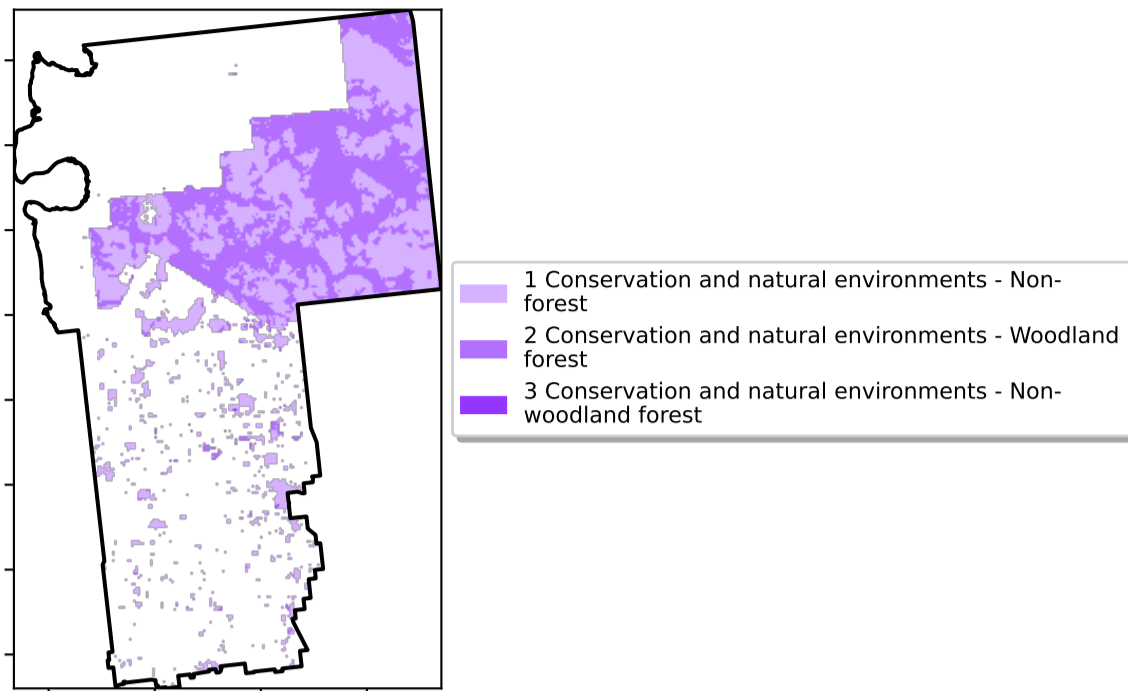 1 Conservation and natural environments - Non-
forest
2 Conservation and natural environments - Woodland
forest
3 Conservation and natural environments - Non-
woodland forest